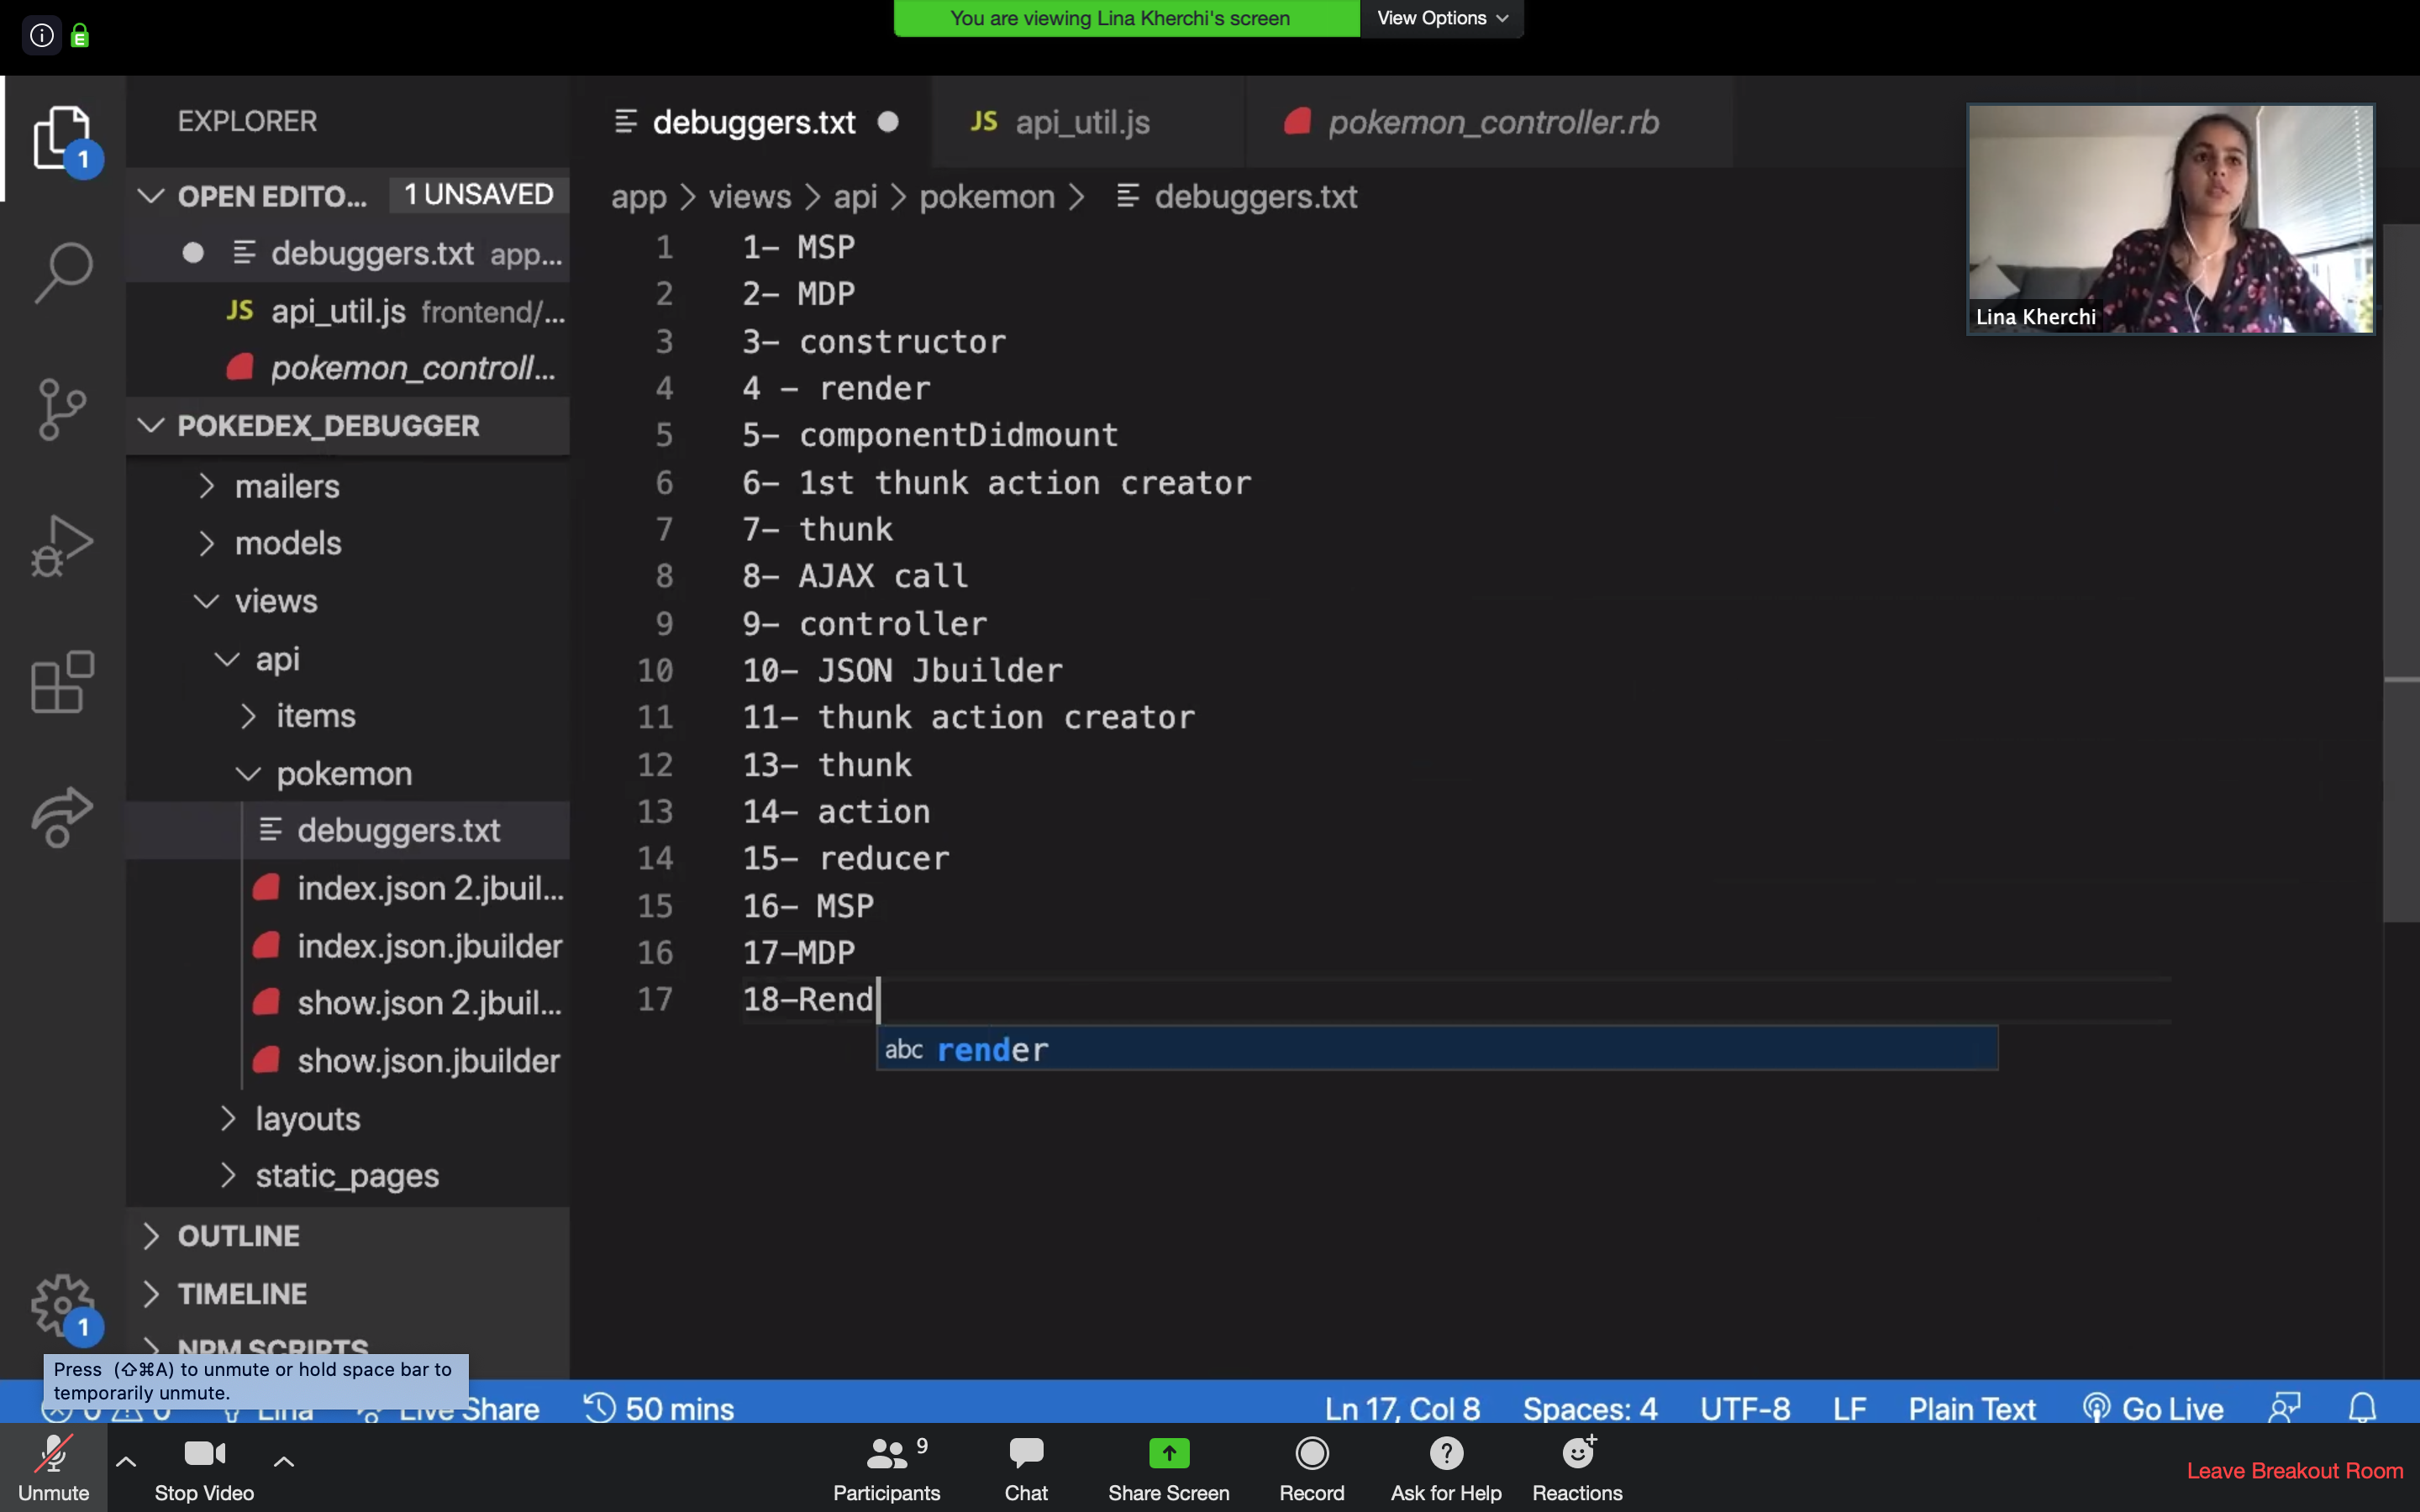 You are viewing Lina Kherchi's screen
View Options
EXPLORER
OPEN EDITO... 1 UNSAVED
debuggers.txt app...
JS api_util.js frontend/...
pokemon_controll...
POKEDEX_DEBUGGER
mailers
models
views
api
items
pokemon
debuggers.txt
index.json 2.jbuil...
index.json.jbuilder
show.json 2.jbuil...
show.json.jbuilder
layouts
static_pages
OUTLINE
TIMELINE
NPM SCRIPTS
1
1
debuggers.txt
JS api_util.js
pokemon_controller.rb
app > views > api > pokemon > debuggers.txt
1 1- MSP
2 2- MDP
3 3- constructor
4 4 - render
5 5- componentDidmount
6 6- 1st thunk action creator
7 7- thunk
8 8- AJAX call
9 9- controller
10 10- JSON Jbuilder
11 11- thunk action creator
12 13- thunk
13 14- action
14 15- reducer
15 16- MSP
16 17-MDP
17 18-Rend
abc render
Lina Kherchi
Press (⇧⌘A) to unmute or hold space bar to
temporarily unmute.
0 0 Lina Live Share 50 mins Ln 17, Col 8 Spaces: 4 UTF-8 LF Plain Text Go Live
Unmute
Stop Video
Participants 9
Chat
Share Screen
Record
Ask for Help
Reactions
Leave Breakout Room